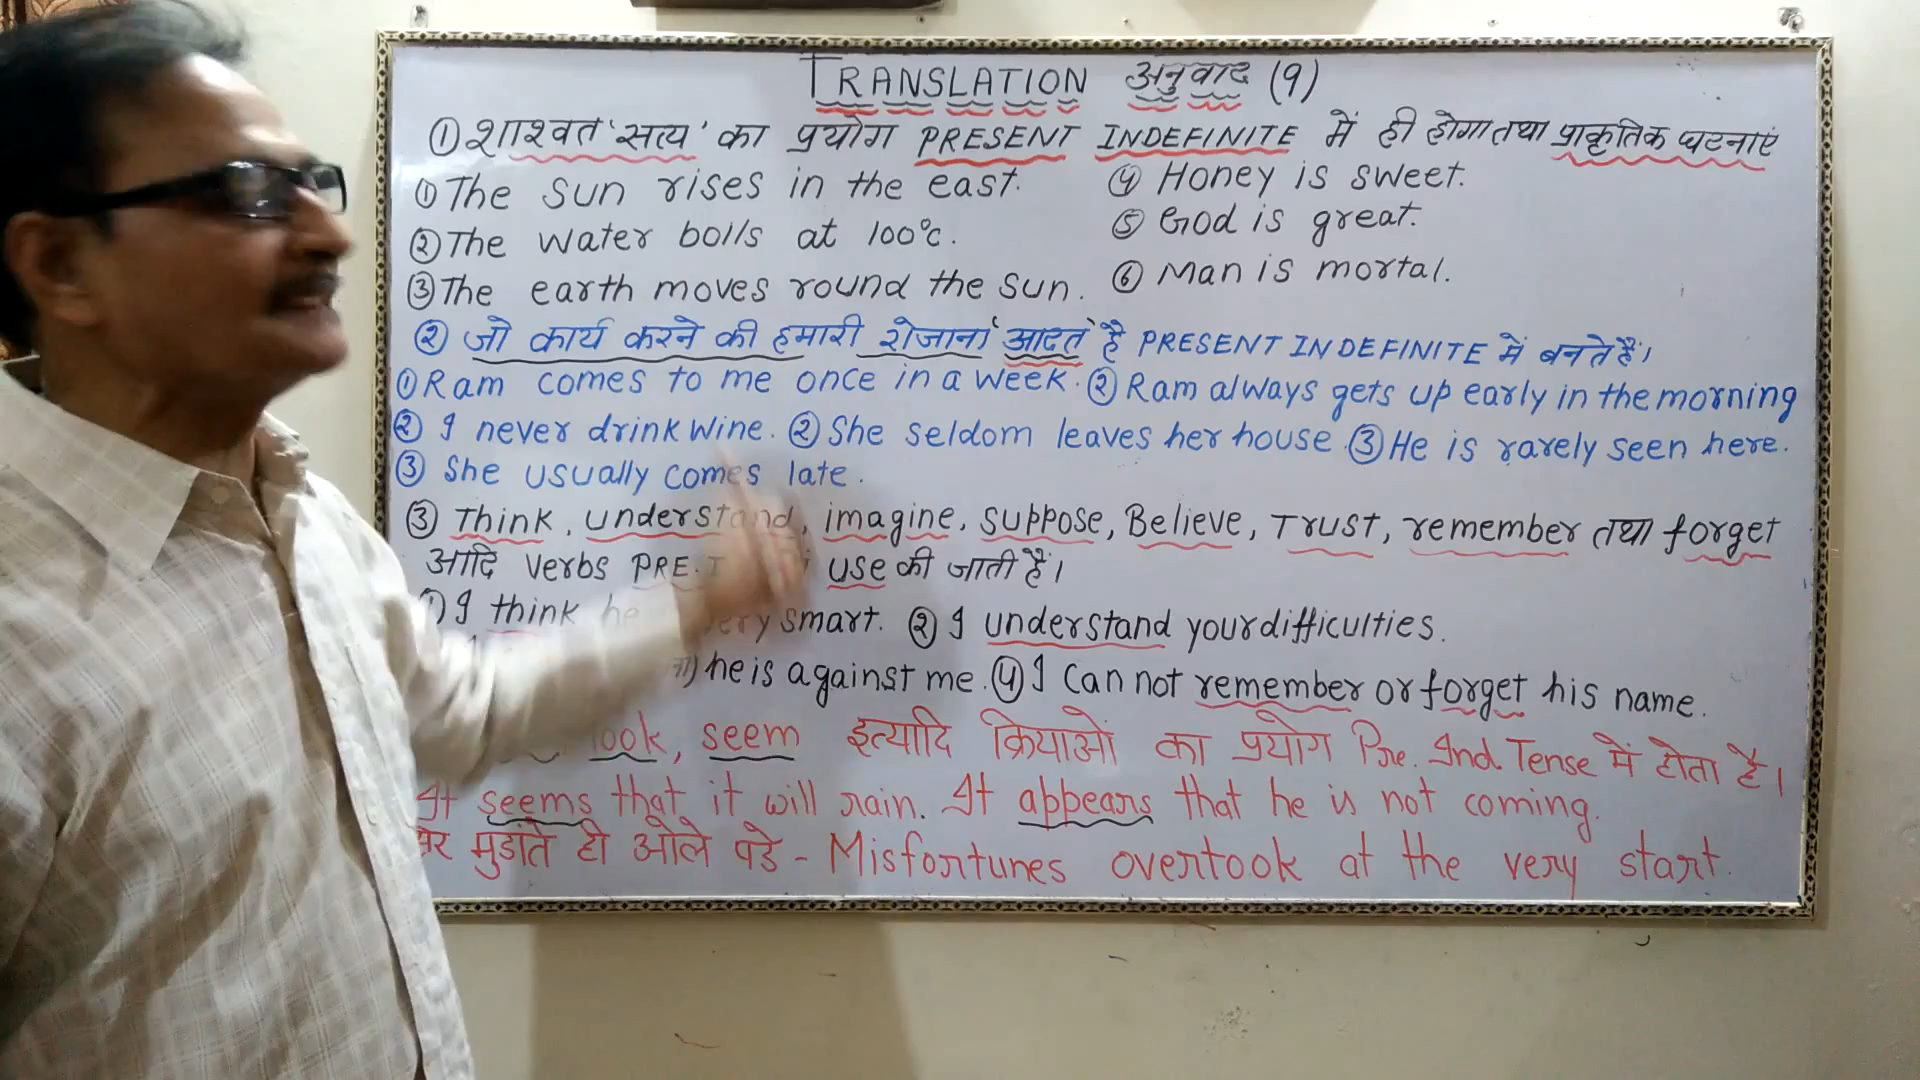 TRANSLATION अनुवाद (9)
① शाश्वत 'सत्य' का प्रयोग PRESENT INDEFINITE में ही होगा तथा प्राकृतिक घटनाएं
① The sun rises in the east. ④ Honey is sweet.
② The water boils at 100°c. ⑤ God is great.
③ The earth moves round the sun. ⑥ Man is mortal.
② जो कार्य करने की हमारी रोजाना 'आदत' है PRESENT INDEFINITE में बनते हैं।
① Ram comes to me once in a week. ② Ram always gets up early in the morning
② I never drink wine. ② She seldom leaves her house. ③ He is rarely seen here.
③ She usually comes late.
③ Think, understand, imagine, suppose, Believe, Trust, remember तथा forget
आदि verbs PRE. use की जाती है।
① I think he very smart. ② I understand your difficulties.
he is against me. ④ I can not remember or forget his name.
look, seem इत्यादि क्रियाओं का प्रयोग Pre. Ind Tense में होता है।
It seems that it will rain. It appears that he is not coming.
मुडांते ही ओले पडे - Misfortunes overtook at the very start.